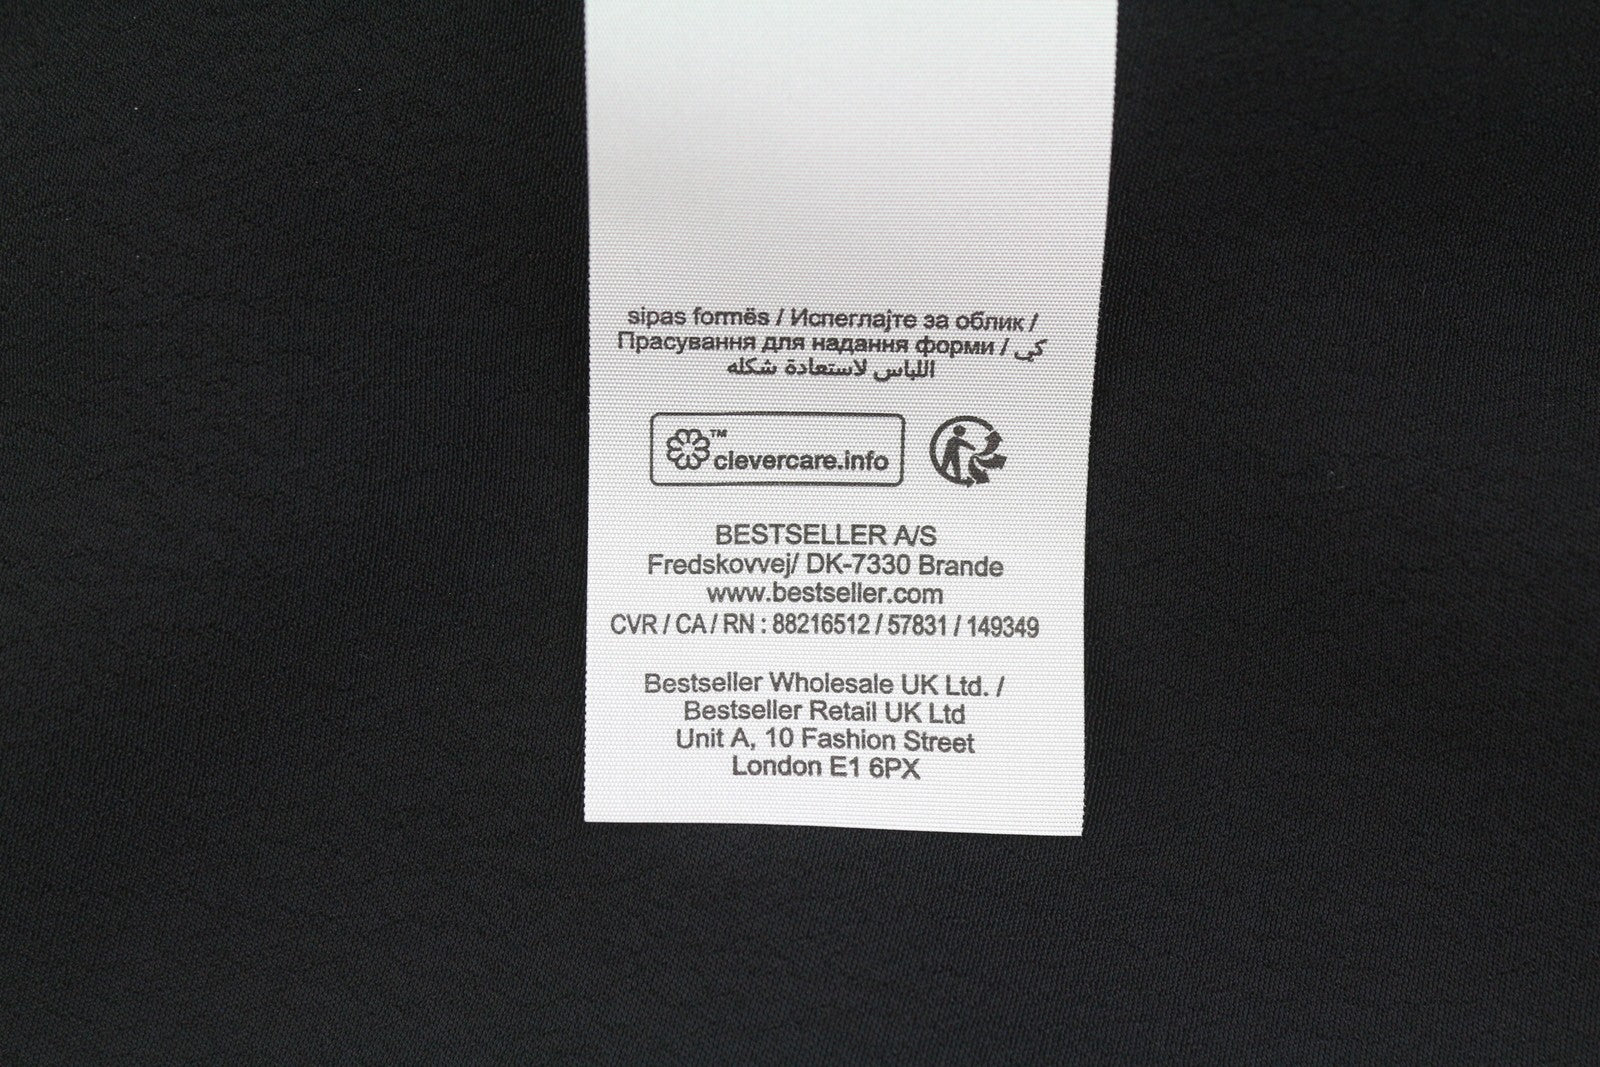 sipas formës / Испеглајте за облик /
Прасування для надання форми / كي
اللباس لاستعادة شكله
™
clevercare.info
BESTSELLER A/S
Fredskovvej/ DK-7330 Brande
www.bestseller.com
CVR / CA / RN : 88216512 / 57831 / 149349
Bestseller Wholesale UK Ltd. /
Bestseller Retail UK Ltd
Unit A, 10 Fashion Street
London E1 6PX